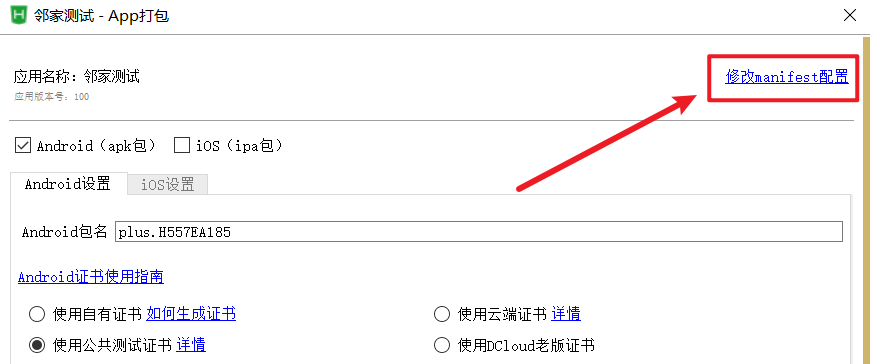 邻家测试 - App打包
应用名称：邻家测试 修改manifest配置
应用版本号：100
Android（apk包） iOS（ipa包）
Android设置 iOS设置
Android包名 plus.H557EA185
Android证书使用指南
使用自有证书 如何生成证书 使用云端证书 详情
使用公共测试证书 详情 使用DCloud老版证书